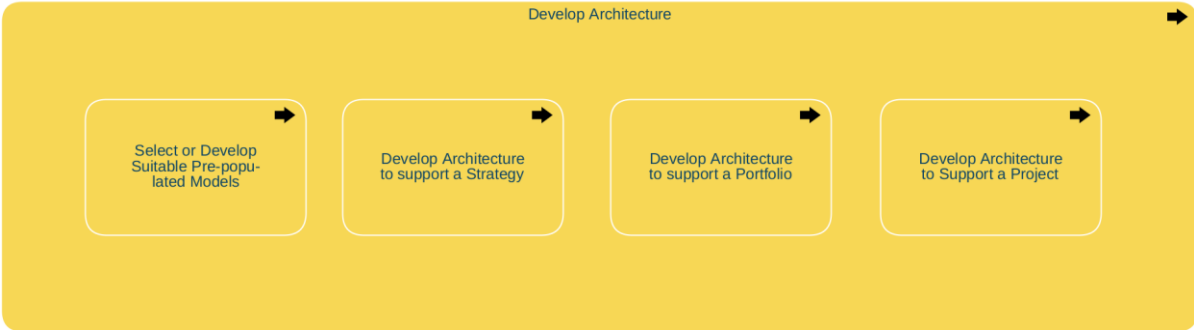 Develop Architecture
Select or Develop
Suitable Pre-popu-
lated Models
Develop Architecture
to support a Strategy
Develop Architecture
to support a Portfolio
Develop Architecture
to Support a Project